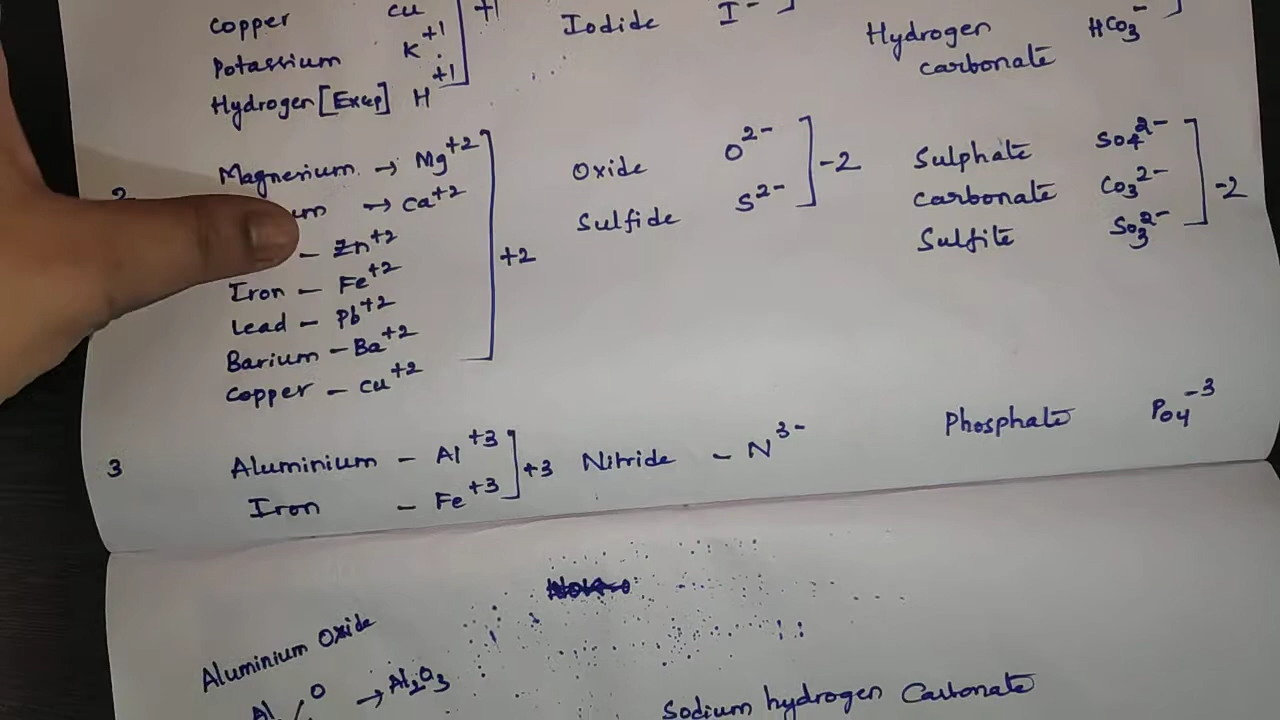 copper cu +1 Iodide I- Hydrogen carbonate HCO3-
Potassium K+1
Hydrogen [Excep] H+1
2 Magnesium → Mg+2 Oxide O2- -2 Sulphate SO42- -2
um → Ca+2 Sulfide S2- carbonate CO32-
- Zn+2 +2 Sulfite SO32-
Iron - Fe+2
Lead - Pb+2
Barium - Ba+2
Copper - Cu+2
3 Aluminium - Al+3 +3 Nitride - N3- Phosphate PO4-3
Iron - Fe+3
Aluminium Oxide
Al O → Al2O3
Sodium hydrogen Carbonate